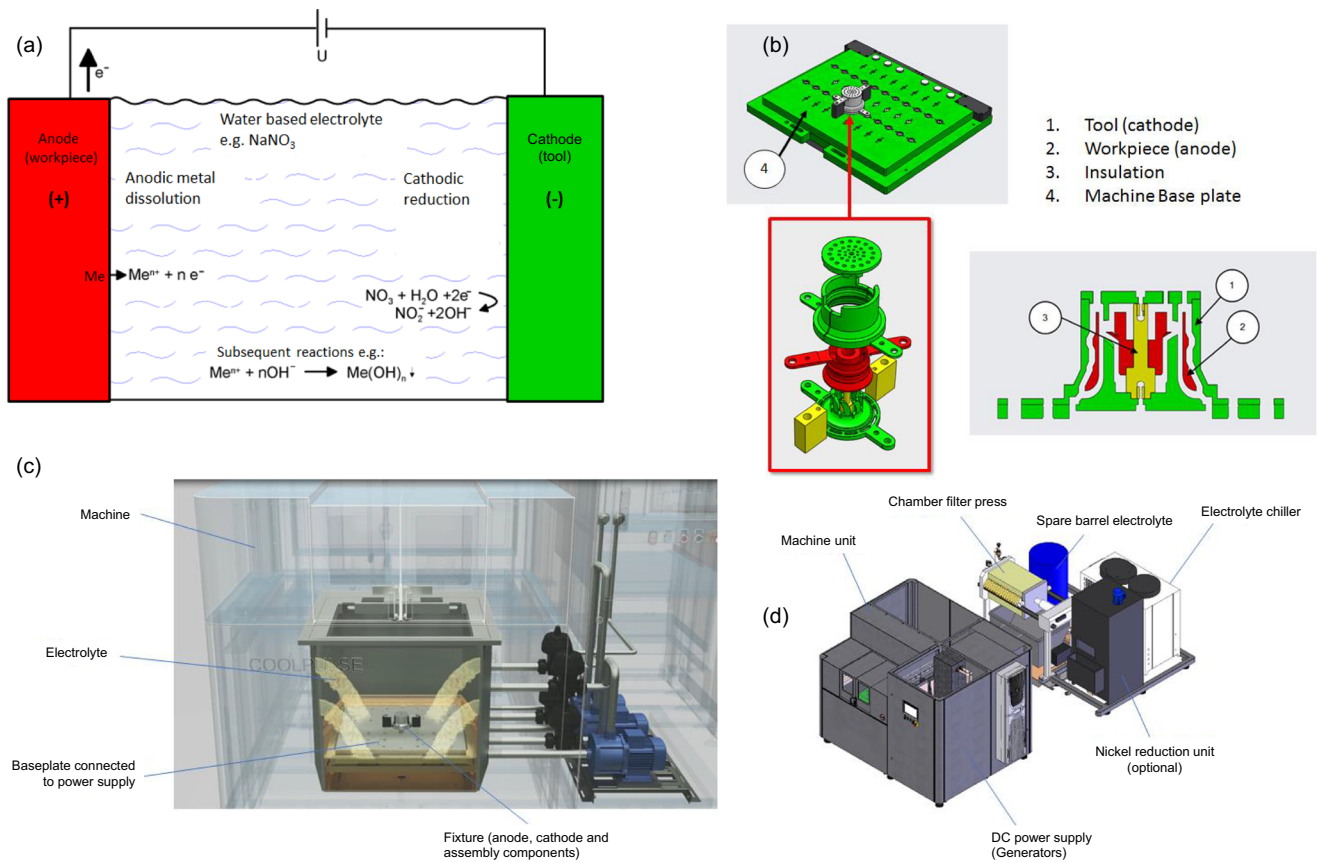 (a)
U
e⁻
Water based electrolyte
e.g. NaNO₃
Anode
(workpiece)
(+)
Cathode
(tool)
(-)
Anodic metal
dissolution
Cathodic
reduction
Me
Meⁿ⁺ + n e⁻
NO₃ + H₂O +2e⁻
NO₂⁻ +2OH⁻
Subsequent reactions e.g.:
Meⁿ⁺ + nOH⁻ → Me(OH)ₙ ↓
(b)
4
1. Tool (cathode)
2. Workpiece (anode)
3. Insulation
4. Machine Base plate
1
3
2
(c)
Machine
Electrolyte
COOLPULSE
Baseplate connected
to power supply
Fixture (anode, cathode and
assembly components)
(d)
Chamber filter press
Electrolyte chiller
Spare barrel electrolyte
Machine unit
Nickel reduction unit
(optional)
DC power supply
(Generators)